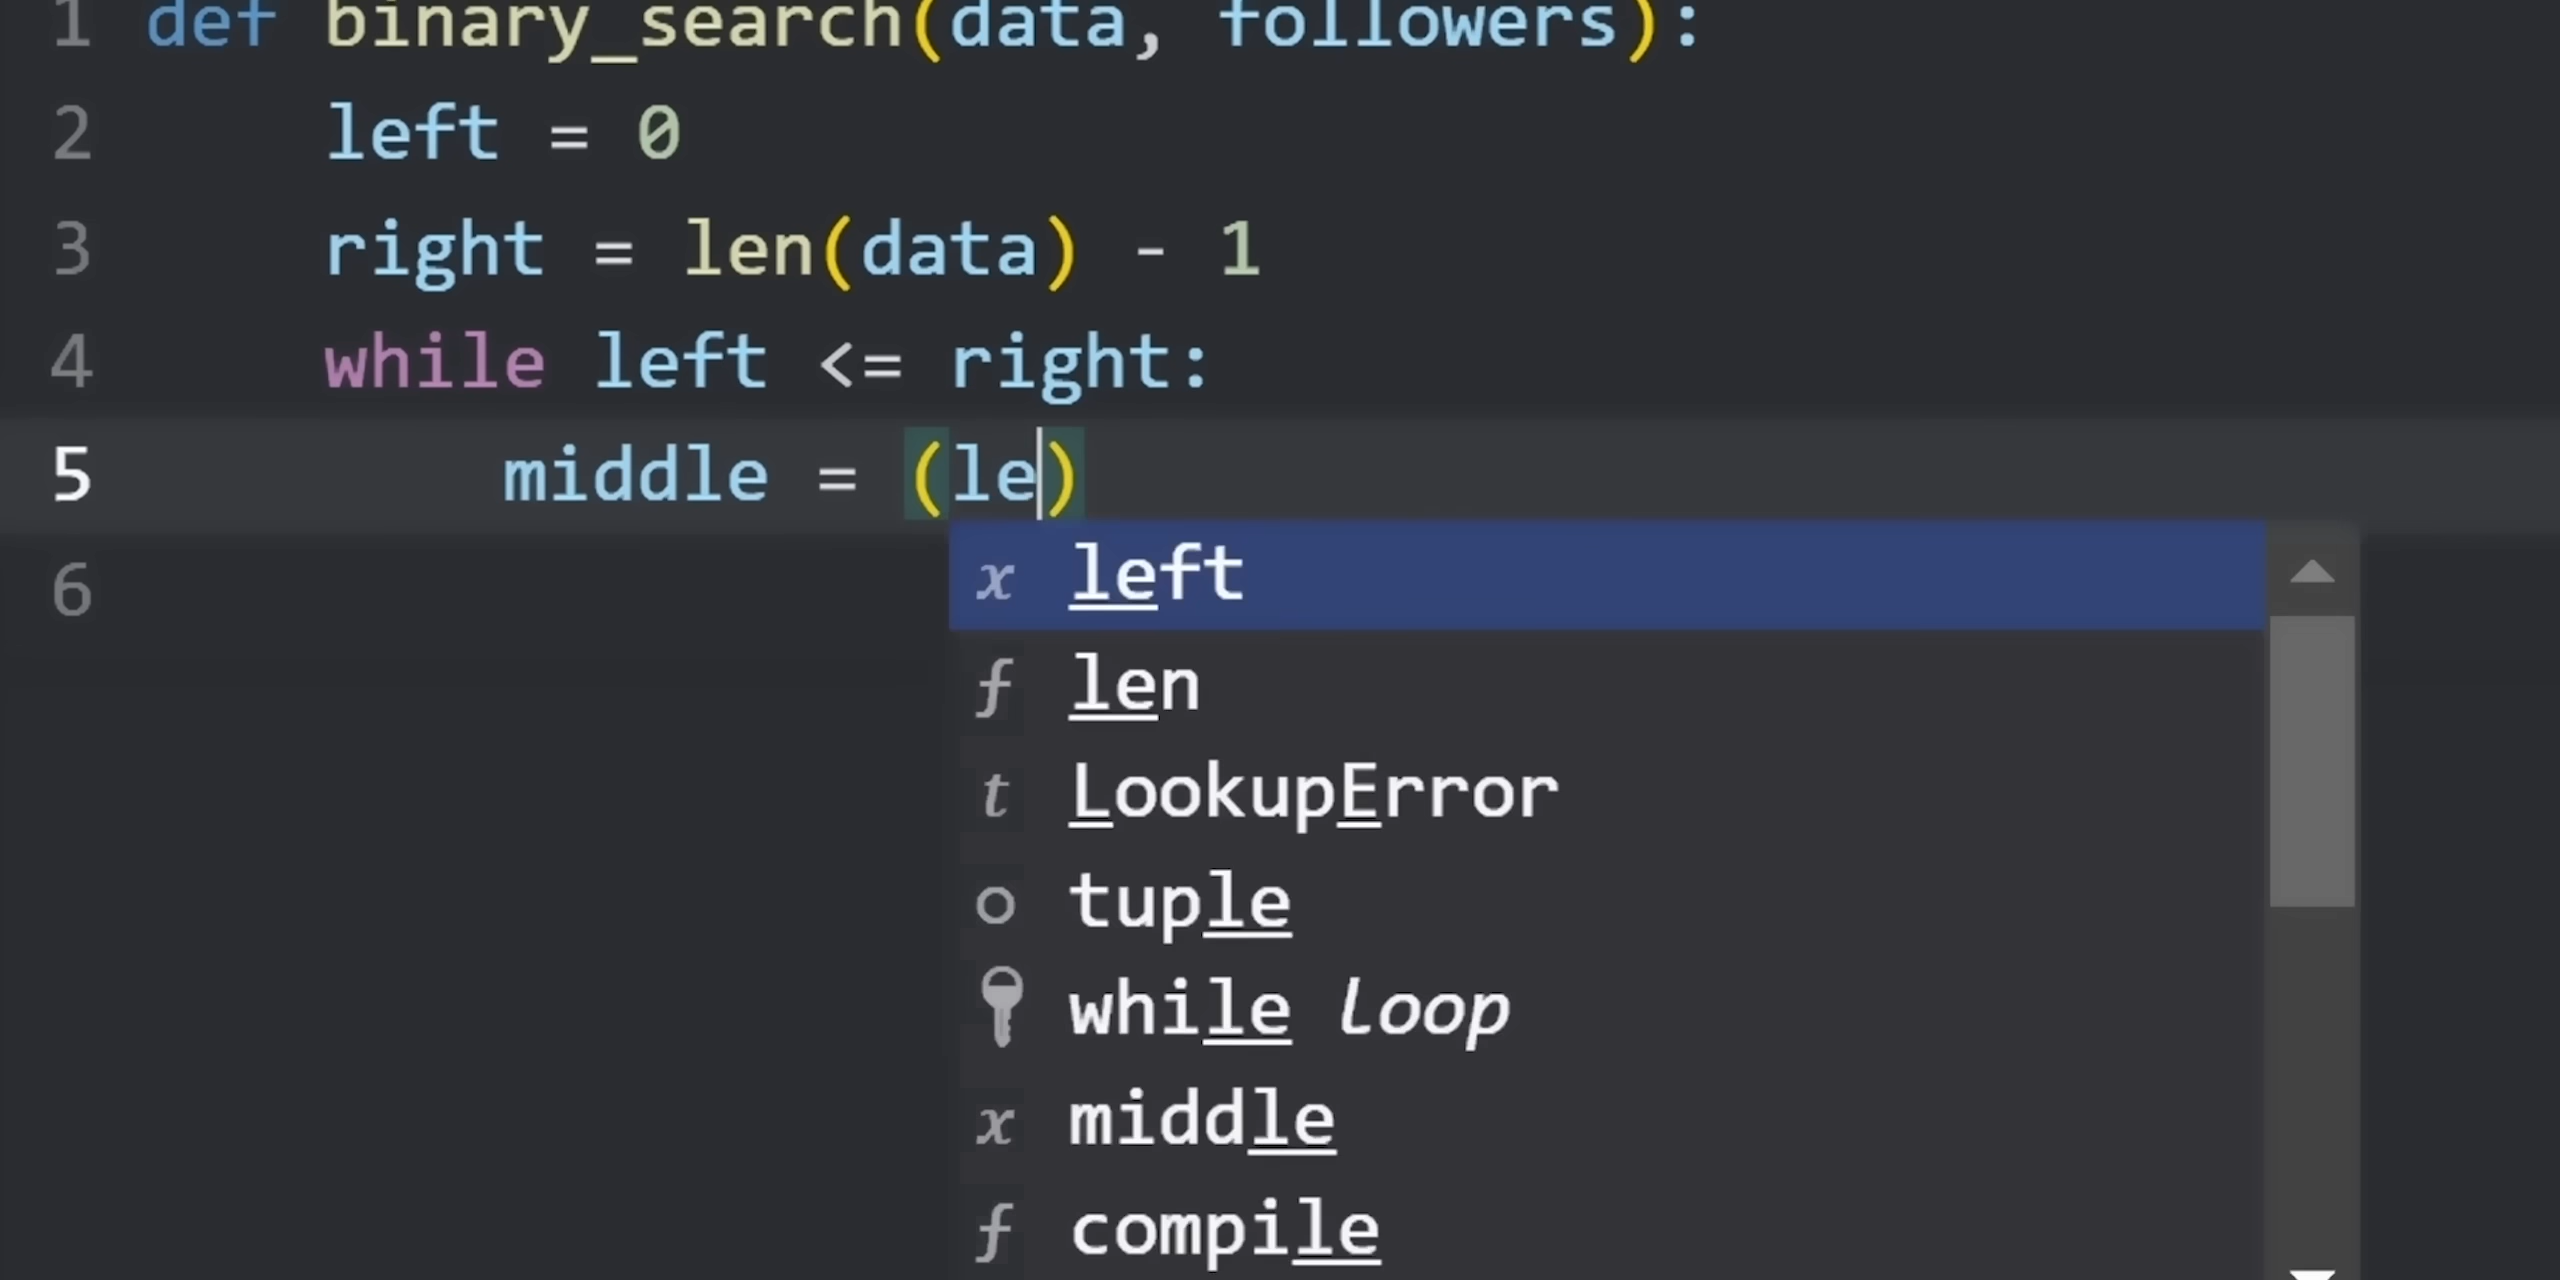 1 def binary_search(data, followers):
2     left = 0
3     right = len(data) - 1
4     while left <= right:
5         middle = (le)
x left
6
f len
t LookupError
tuple
while loop
x middle
f compile